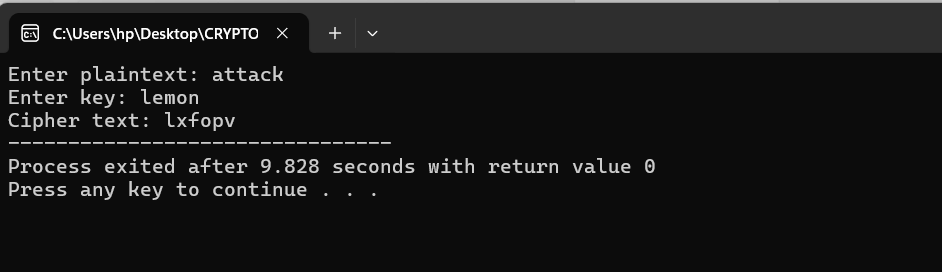 C:\Users\hp\Desktop\CRYPTO
Enter plaintext: attack
Enter key: lemon
Cipher text: lxfopv
--------------------------------
Process exited after 9.828 seconds with return value 0
Press any key to continue . . .